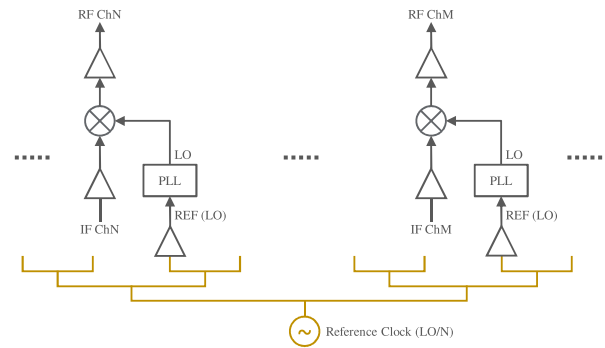 RF ChN
RF ChM
LO
LO
PLL
PLL
REF (LO)
REF (LO)
IF ChN
IF ChM
Reference Clock (LO/N)